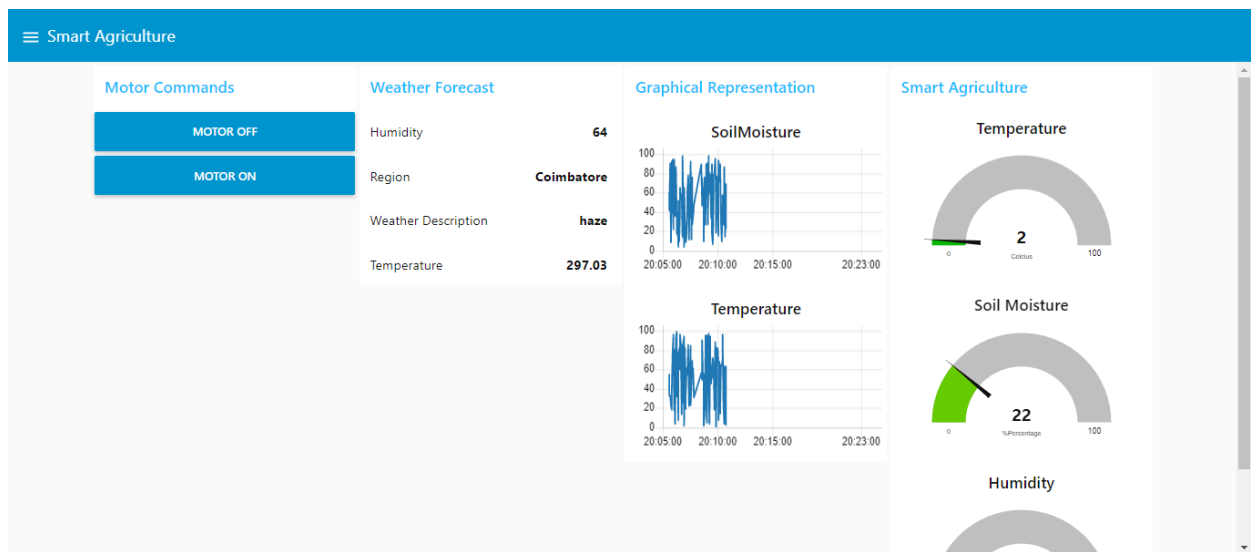 Smart Agriculture
Motor Commands
MOTOR OFF
MOTOR ON
Weather Forecast
Humidity 64
Region Coimbatore
Weather Description haze
Temperature 297.03
Graphical Representation
SoilMoisture
100
80
60
40
20
0
20:05:00 20:10:00 20:15:00 20:23:00
Temperature
100
80
60
40
20
0
20:05:00 20:10:00 20:15:00 20:23:00
Smart Agriculture
Temperature
2
0 Celcius 100
Soil Moisture
22
0 %Percentage 100
Humidity